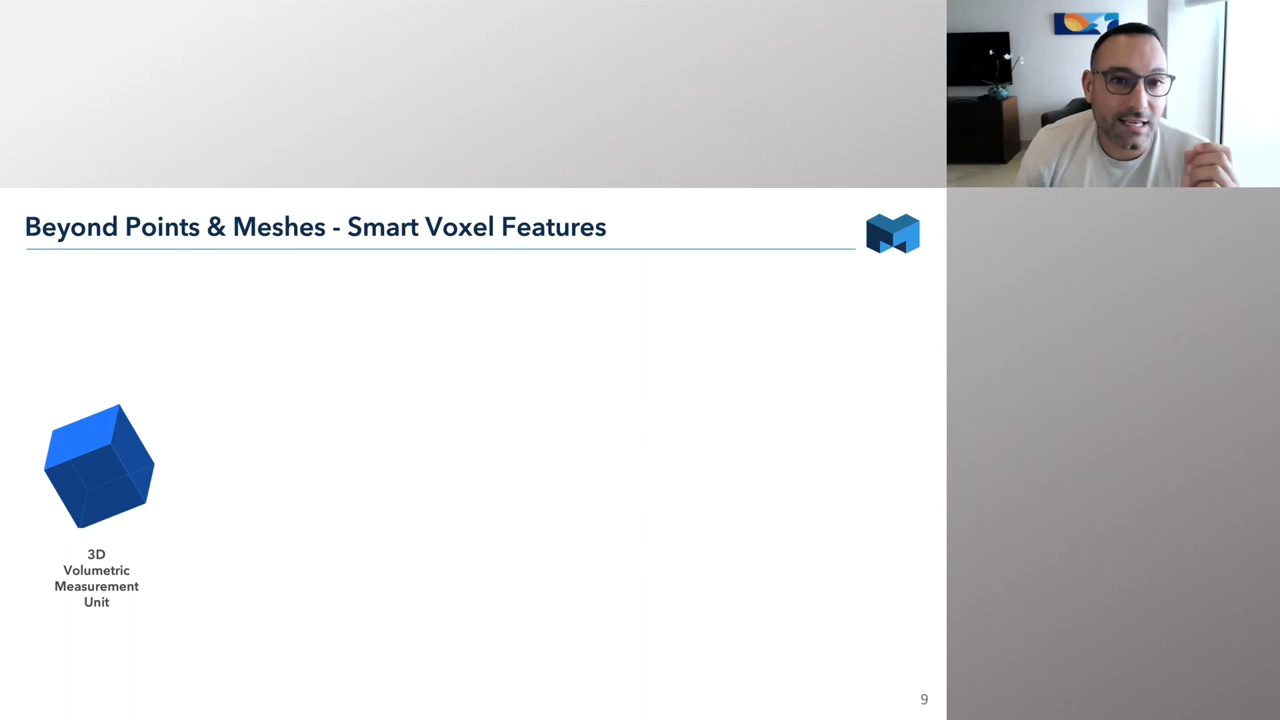 Beyond Points & Meshes - Smart Voxel Features
3D
Volumetric
Measurement
Unit
9